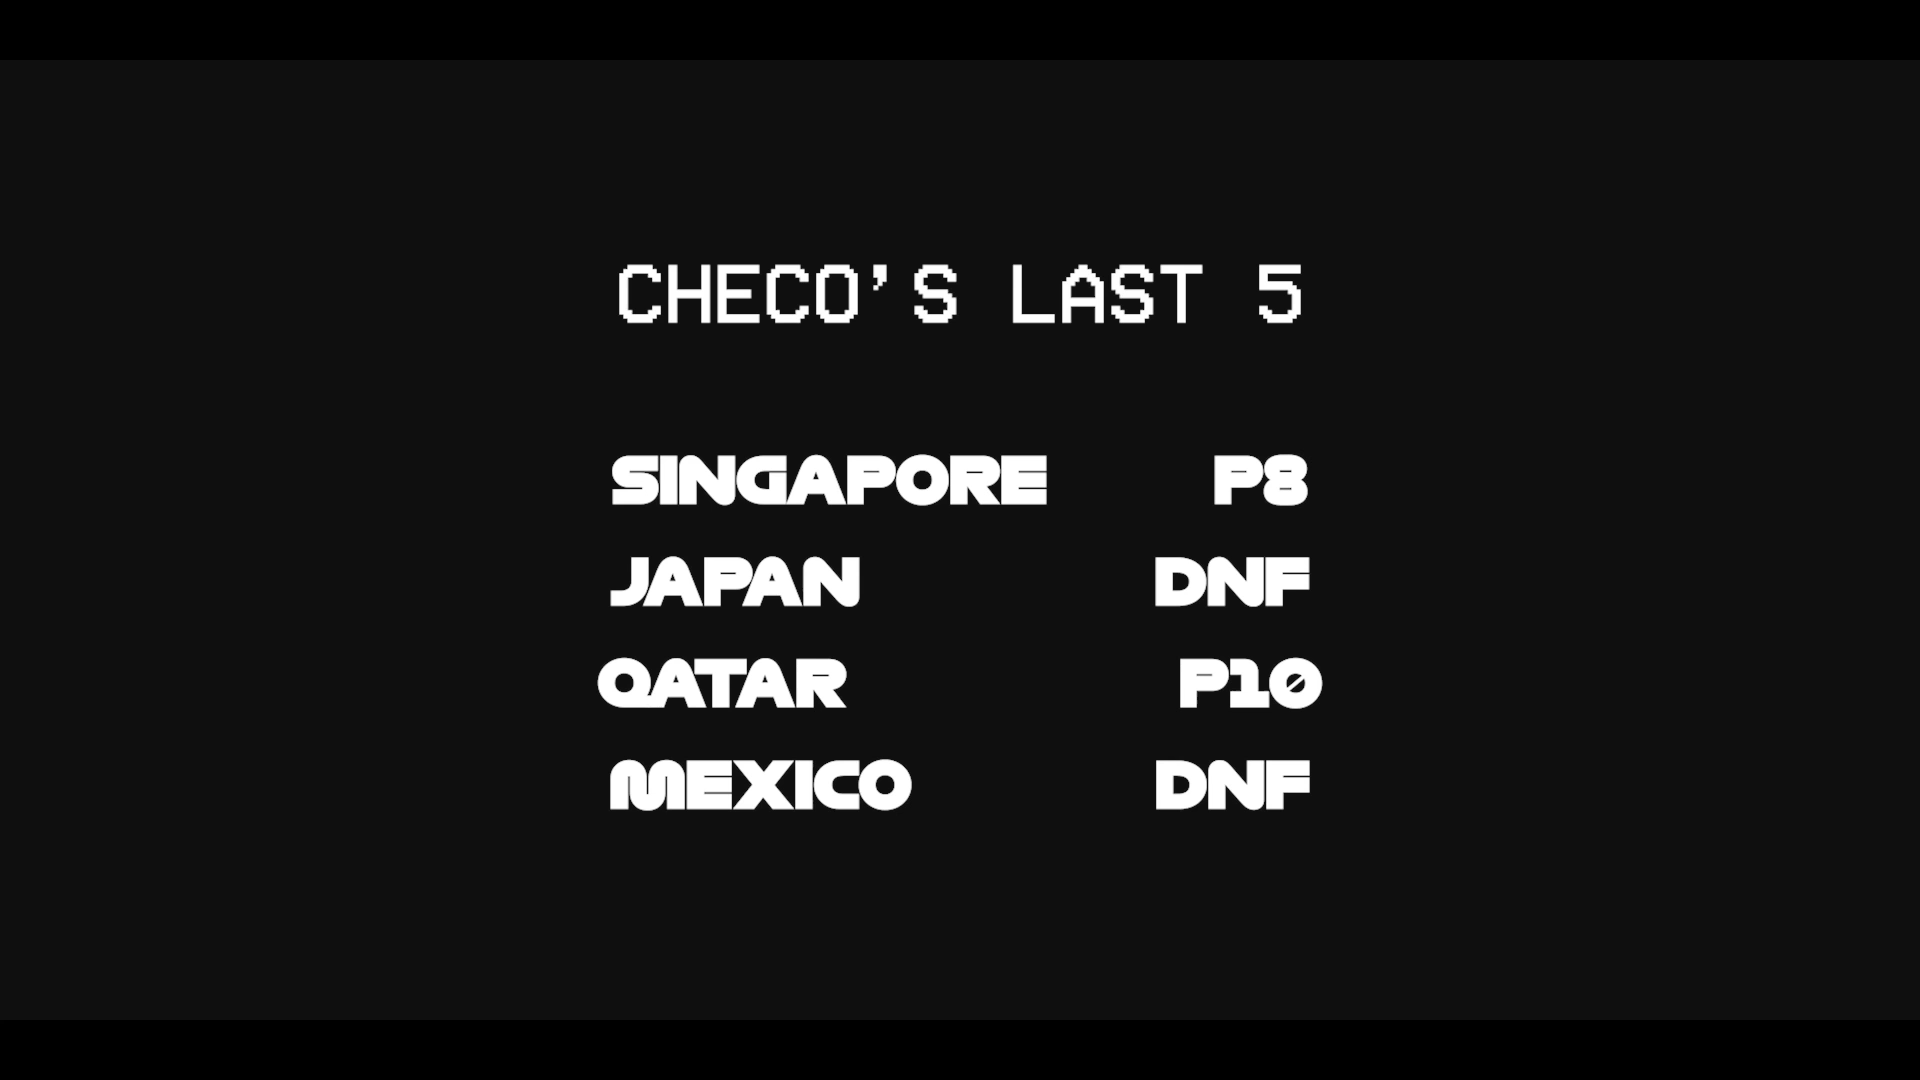 CHECO'S LAST 5
SINGAPORE P8
JAPAN DNF
QATAR P10
MEXICO DNF